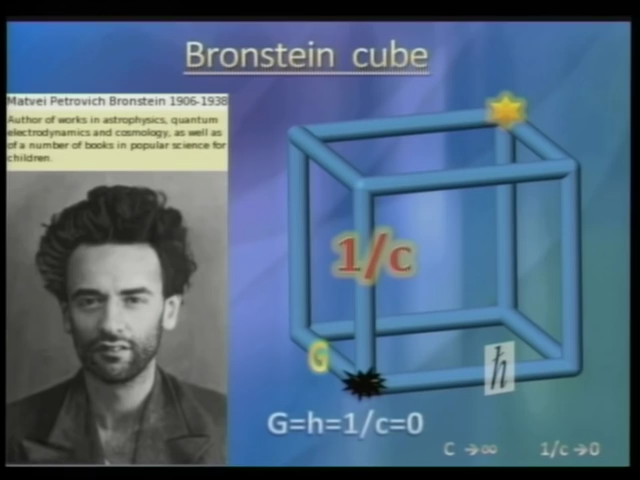 Bronstein cube
Matvei Petrovich Bronstein 1906-1938
Author of works in astrophysics, quantum
electrodynamics and cosmology, as well as
of a number of books in popular science for
children.
1/c
G
ħ
G=h=1/c=0
C →∞ 1/c→0